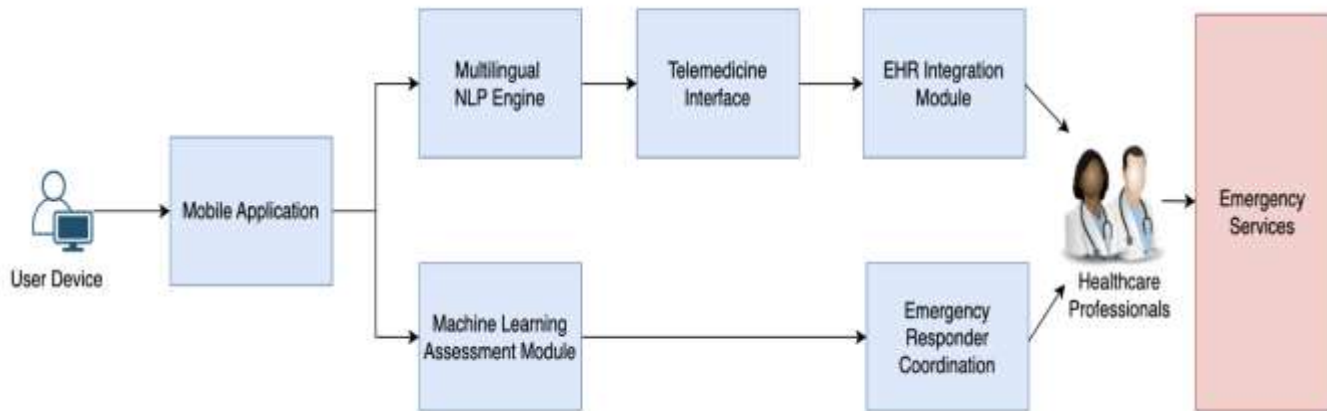 Multilingual
NLP Engine
Telemedicine
Interface
EHR Integration
Module
Mobile Application
User Device
Machine Learning
Assessment Module
Emergency
Responder
Coordination
Healthcare
Professionals
Emergency
Services